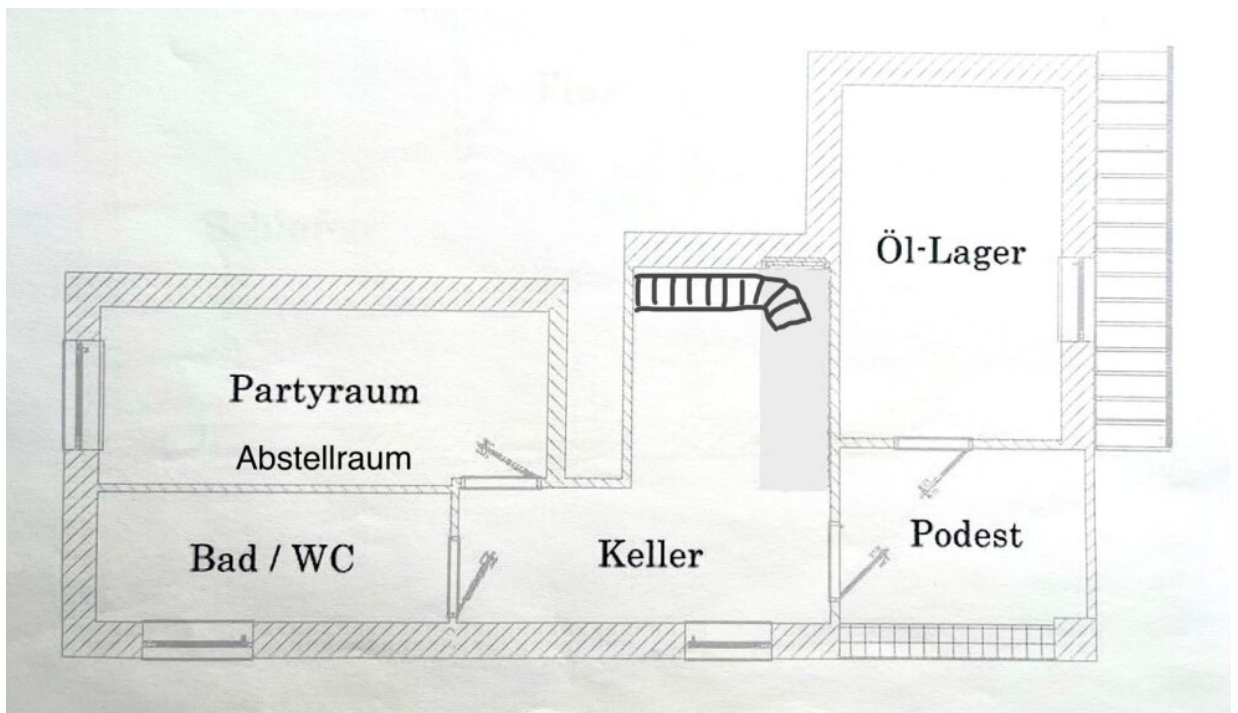 Öl-Lager
Partyraum
Abstellraum
Bad / WC
Keller
Podest